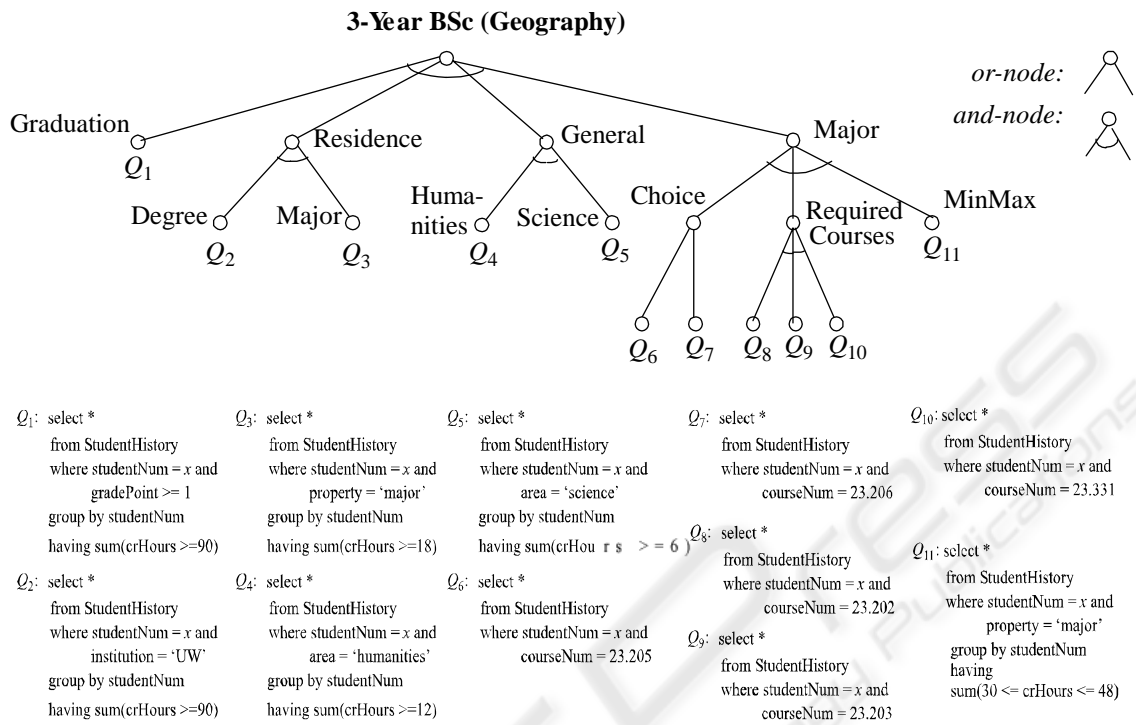 3-Year BSc (Geography)
or-node:
and-node:
Graduation
Q1
Residence
General
Major
Degree
Q2
Major
Q3
Huma-
nities
Q4
Science
Q5
Choice
Required
Courses
MinMax
Q11
Q6
Q7
Q8
Q9
Q10
Q1: select *
from StudentHistory
where studentNum = x and
gradePoint >= 1
group by studentNum
having sum(crHours >=90)
Q2: select *
from StudentHistory
where studentNum = x and
institution = ‘UW’
group by studentNum
having sum(crHours >=90)
Q3: select *
from StudentHistory
where studentNum = x and
property = ‘major’
group by studentNum
having sum(crHours >=18)
Q4: select *
from StudentHistory
where studentNum = x and
area = ‘humanities’
group by studentNum
having sum(crHours >=12)
Q5: select *
from StudentHistory
where studentNum = x and
area = ‘science’
group by studentNum
having sum(crHou r s > = 6 )
Q6: select *
from StudentHistory
where studentNum = x and
courseNum = 23.205
Q7: select *
from StudentHistory
where studentNum = x and
courseNum = 23.206
Q8: select *
from StudentHistory
where studentNum = x and
courseNum = 23.202
Q9: select *
from StudentHistory
where studentNum = x and
courseNum = 23.203
Q10: select *
from StudentHistory
where studentNum = x and
courseNum = 23.331
Q11: select *
from StudentHistory
where studentNum = x and
property = ‘major’
group by studentNum
having
sum(30 <= crHours <= 48)
Press
Publications